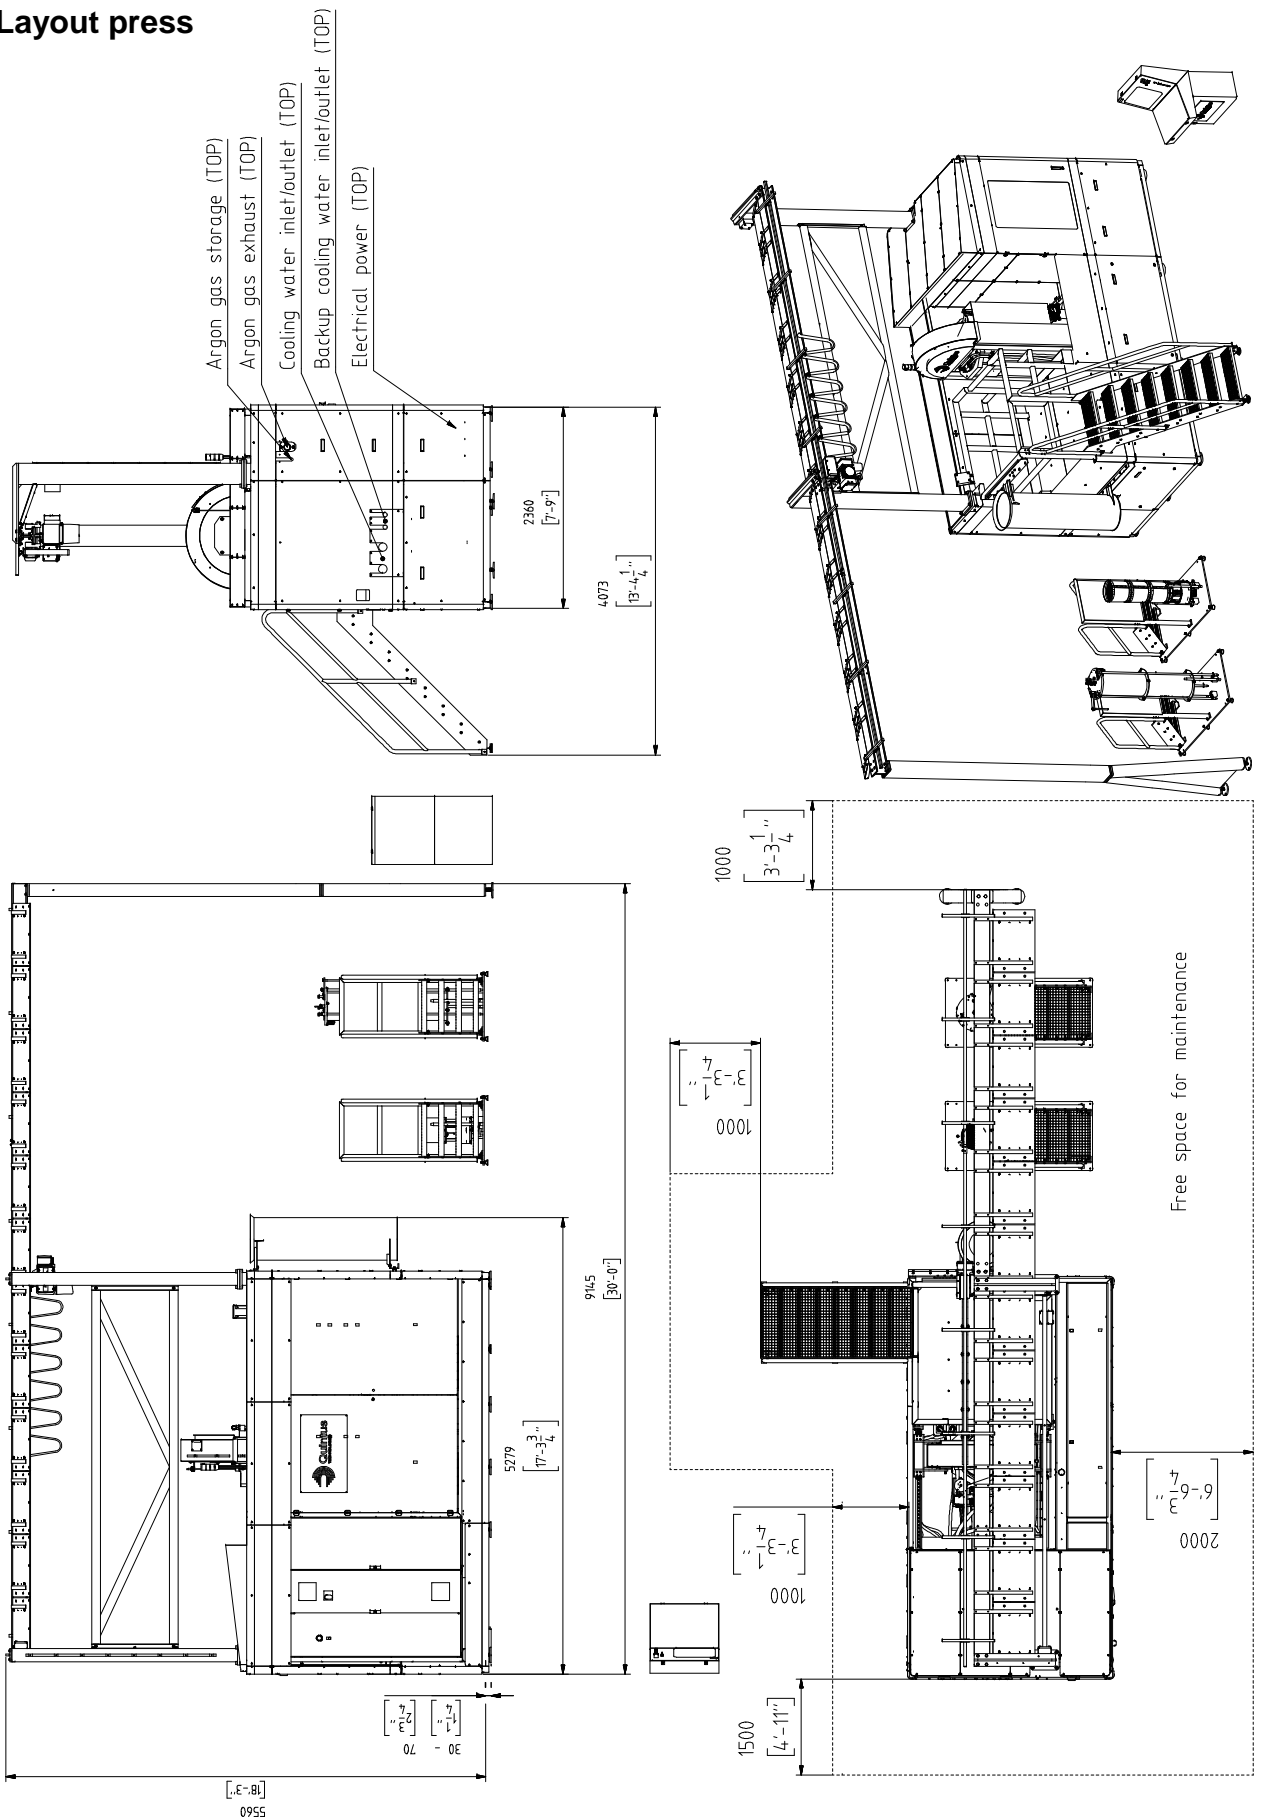 Layout press
Argon gas storage (TOP)
Argon gas exhaust (TOP)
Cooling water inlet/outlet (TOP)
Backup cooling water inlet/outlet (TOP)
Electrical power (TOP)
2360
[7'-9"]
4073
[13'-4 1/4"]
9145
[30'-0"]
5279
[17'-3 3/4"]
Quintus
30 - 70
[1 1/4"] [2 3/4"]
5560
[18'-3"]
1000
[3'-3 1/4"]
1000
[3'-3 1/4"]
1000
[3'-3 1/4"]
Free space for maintenance
2000
[6'-6 3/4"]
1500
[4'-11"]